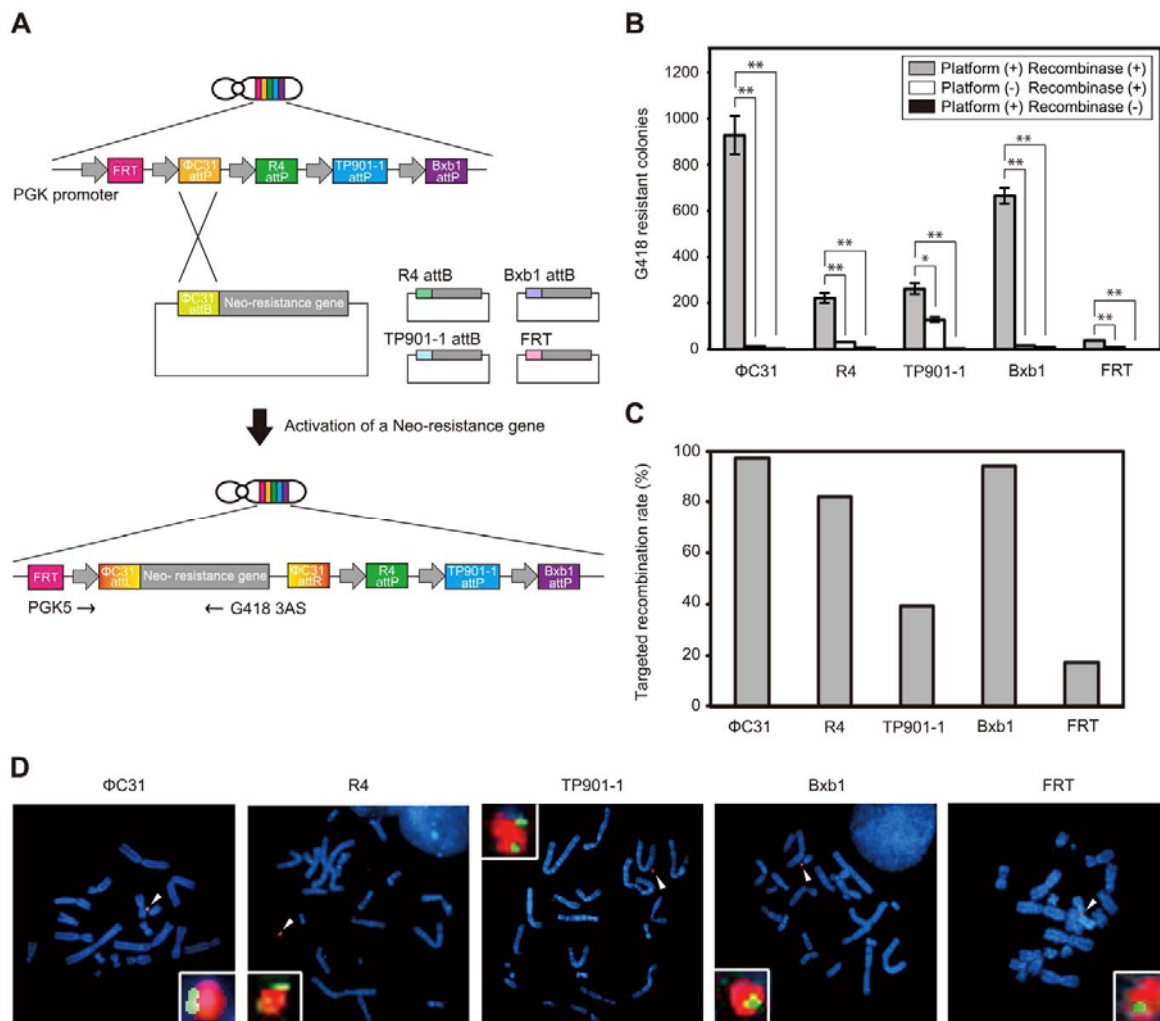 A
FRT
ΦC31
attP
R4
attP
TP901-1
attP
Bxb1
attP
PGK promoter
ΦC31
attB
Neo-resistance gene
R4 attB
Bxb1 attB
TP901-1 attB
FRT
Activation of a Neo-resistance gene
FRT
ΦC31
attL
Neo- resistance gene
ΦC31
attR
R4
attP
TP901-1
attP
Bxb1
attP
PGK5 →
← G418 3AS
B
G418 resistant colonies
1200
1000
800
600
400
200
0
Platform (+) Recombinase (+)
Platform (-) Recombinase (+)
Platform (+) Recombinase (-)
**
**
**
**
**
*
**
**
**
**
ΦC31
R4
TP901-1
Bxb1
FRT
C
Targeted recombination rate (%)
100
80
60
40
20
0
ΦC31
R4
TP901-1
Bxb1
FRT
D
ΦC31
R4
TP901-1
Bxb1
FRT